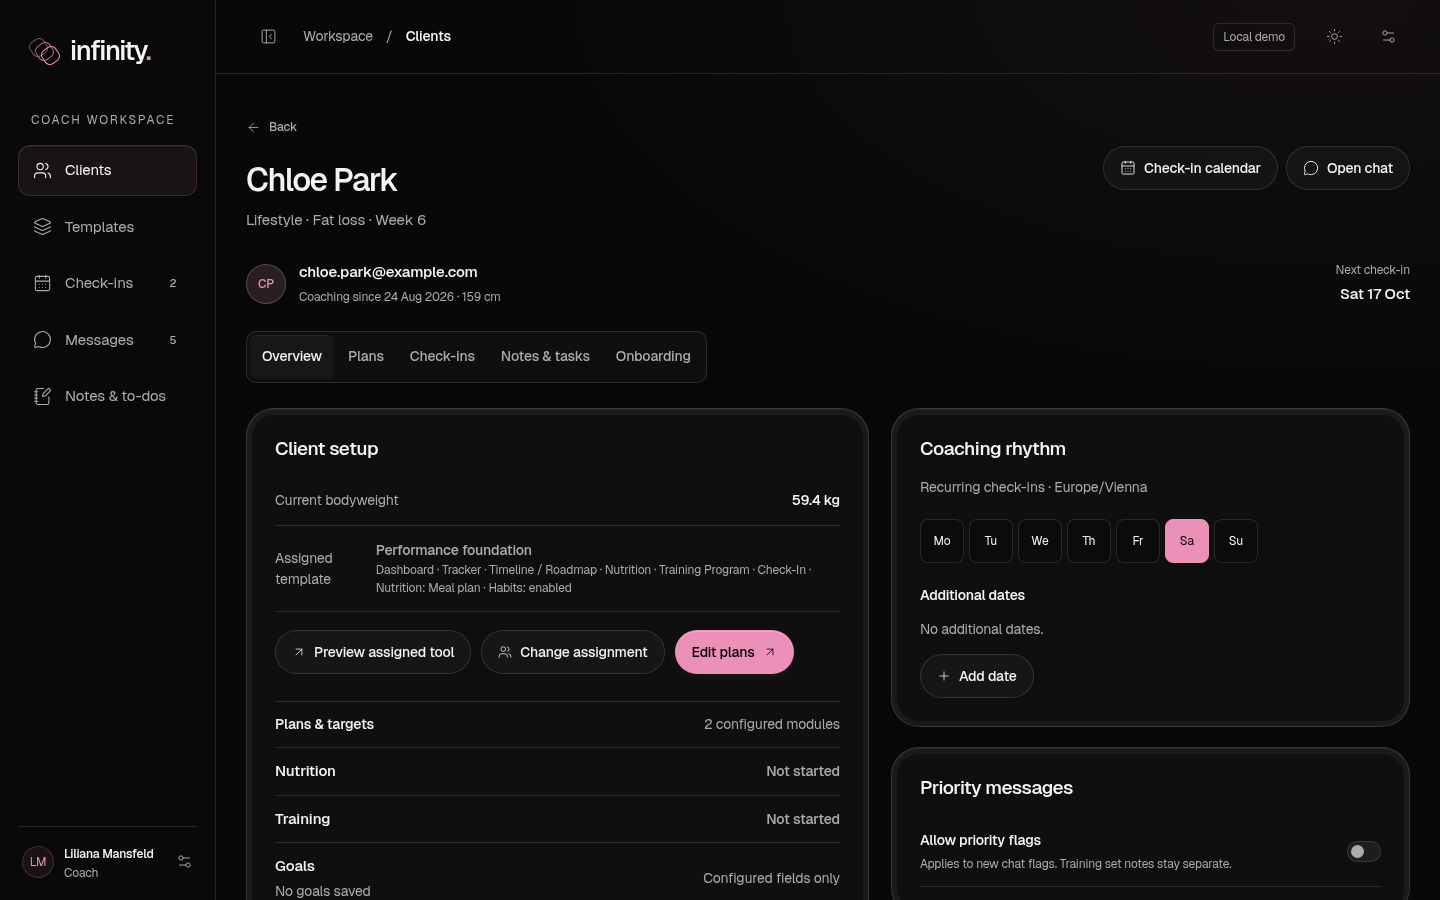 infinity.
COACH WORKSPACE
Clients
Templates
Check-ins 2
Messages 5
Notes & to-dos
LM
Liliana Mansfeld
Coach
Workspace / Clients
Local demo
Back
Chloe Park
Lifestyle · Fat loss · Week 6
Check-in calendar
Open chat
CP
chloe.park@example.com
Coaching since 24 Aug 2026 · 159 cm
Next check-in
Sat 17 Oct
Overview Plans Check-ins Notes & tasks Onboarding
Client setup
Current bodyweight 59.4 kg
Assigned
template
Performance foundation
Dashboard · Tracker · Timeline / Roadmap · Nutrition · Training Program · Check-In ·
Nutrition: Meal plan · Habits: enabled
Preview assigned tool Change assignment Edit plans
Plans & targets 2 configured modules
Nutrition Not started
Training Not started
Goals
No goals saved
Configured fields only
Coaching rhythm
Recurring check-ins · Europe/Vienna
Mo Tu We Th Fr Sa Su
Additional dates
No additional dates.
Add date
Priority messages
Allow priority flags
Applies to new chat flags. Training set notes stay separate.